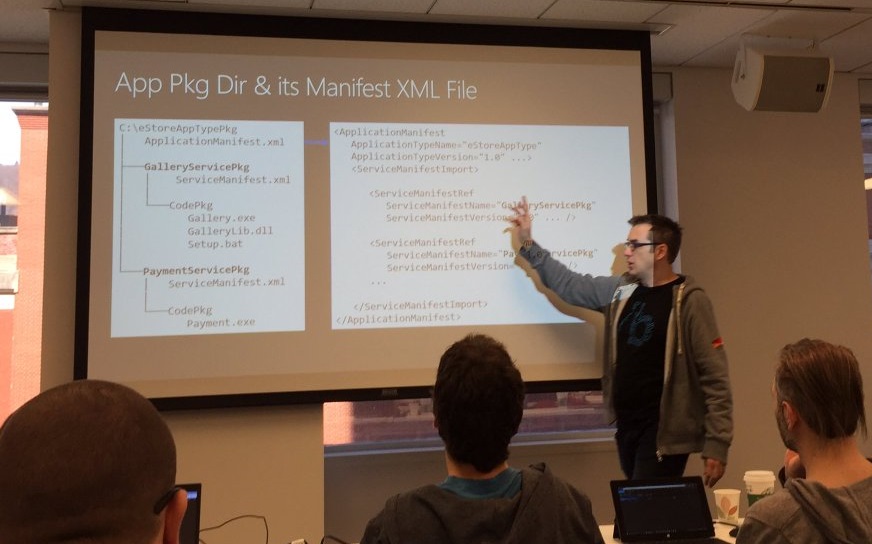 App Pkg Dir & its Manifest XML File
C:\eStoreAppTypePkg
ApplicationManifest.xml
GalleryServicePkg
ServiceManifest.xml
CodePkg
Gallery.exe
GalleryLib.dll
Setup.bat
PaymentServicePkg
ServiceManifest.xml
CodePkg
Payment.exe
<ApplicationManifest
ApplicationTypeName="eStoreAppType"
ApplicationTypeVersion="1.0" ...>
<ServiceManifestImport>
<ServiceManifestRef
ServiceManifestName="GalleryServicePkg"
ServiceManifestVersion= ... />
<ServiceManifestRef
ServiceManifestName=
ServiceManifestVersion= />
...
</ServiceManifestImport>
</ApplicationManifest>